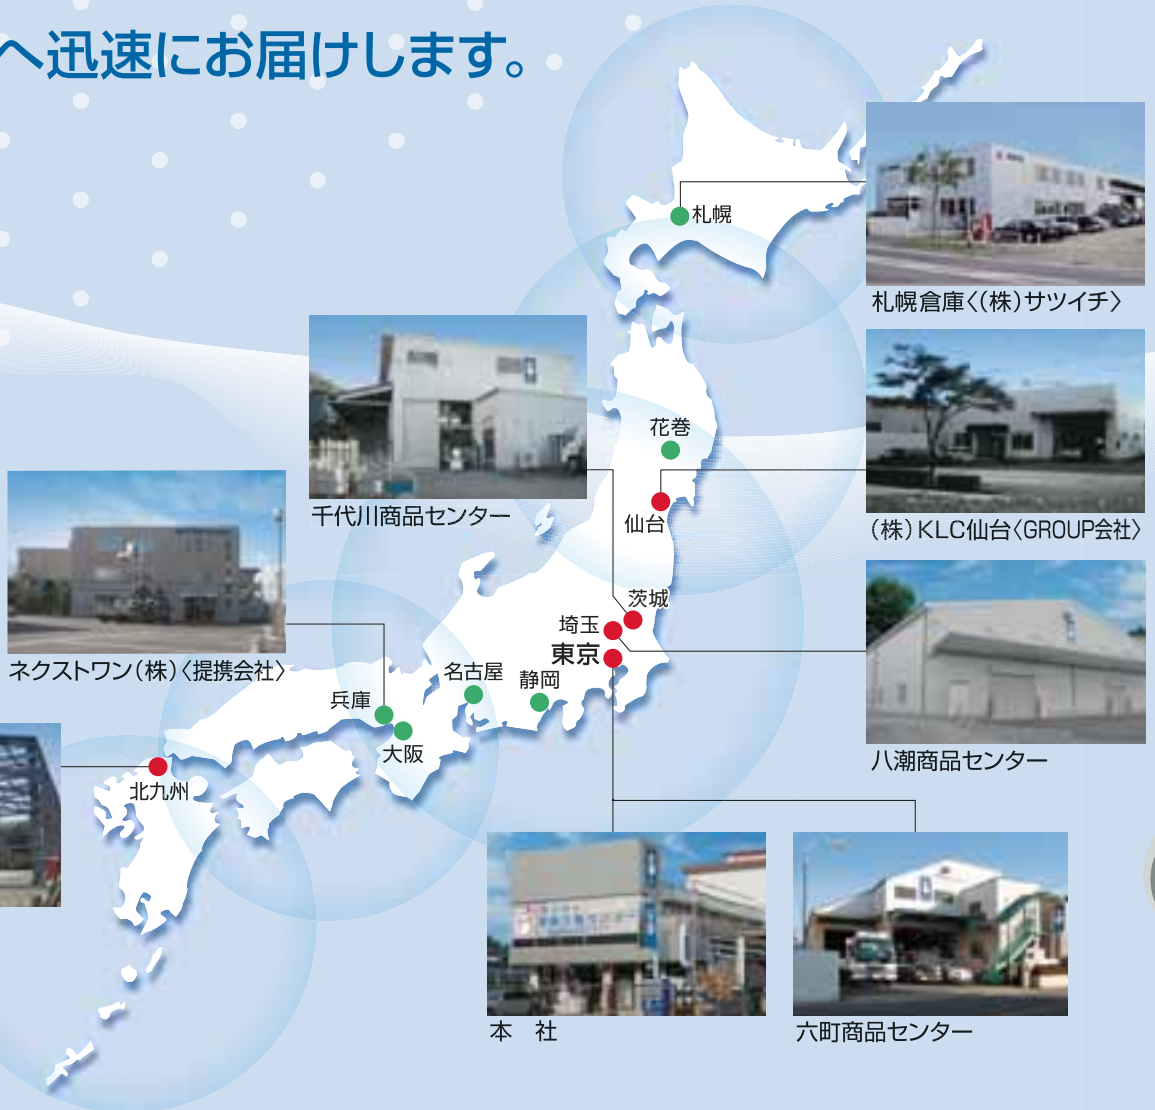 へ迅速にお届けします。
札幌
札幌倉庫〈(株)サツイチ〉
花巻
千代川商品センター
仙台
(株)KLC仙台〈GROUP会社〉
茨城
埼玉
東京
ネクストワン(株)〈提携会社〉
名古屋
静岡
兵庫
大阪
八潮商品センター
北九州
本 社
六町商品センター